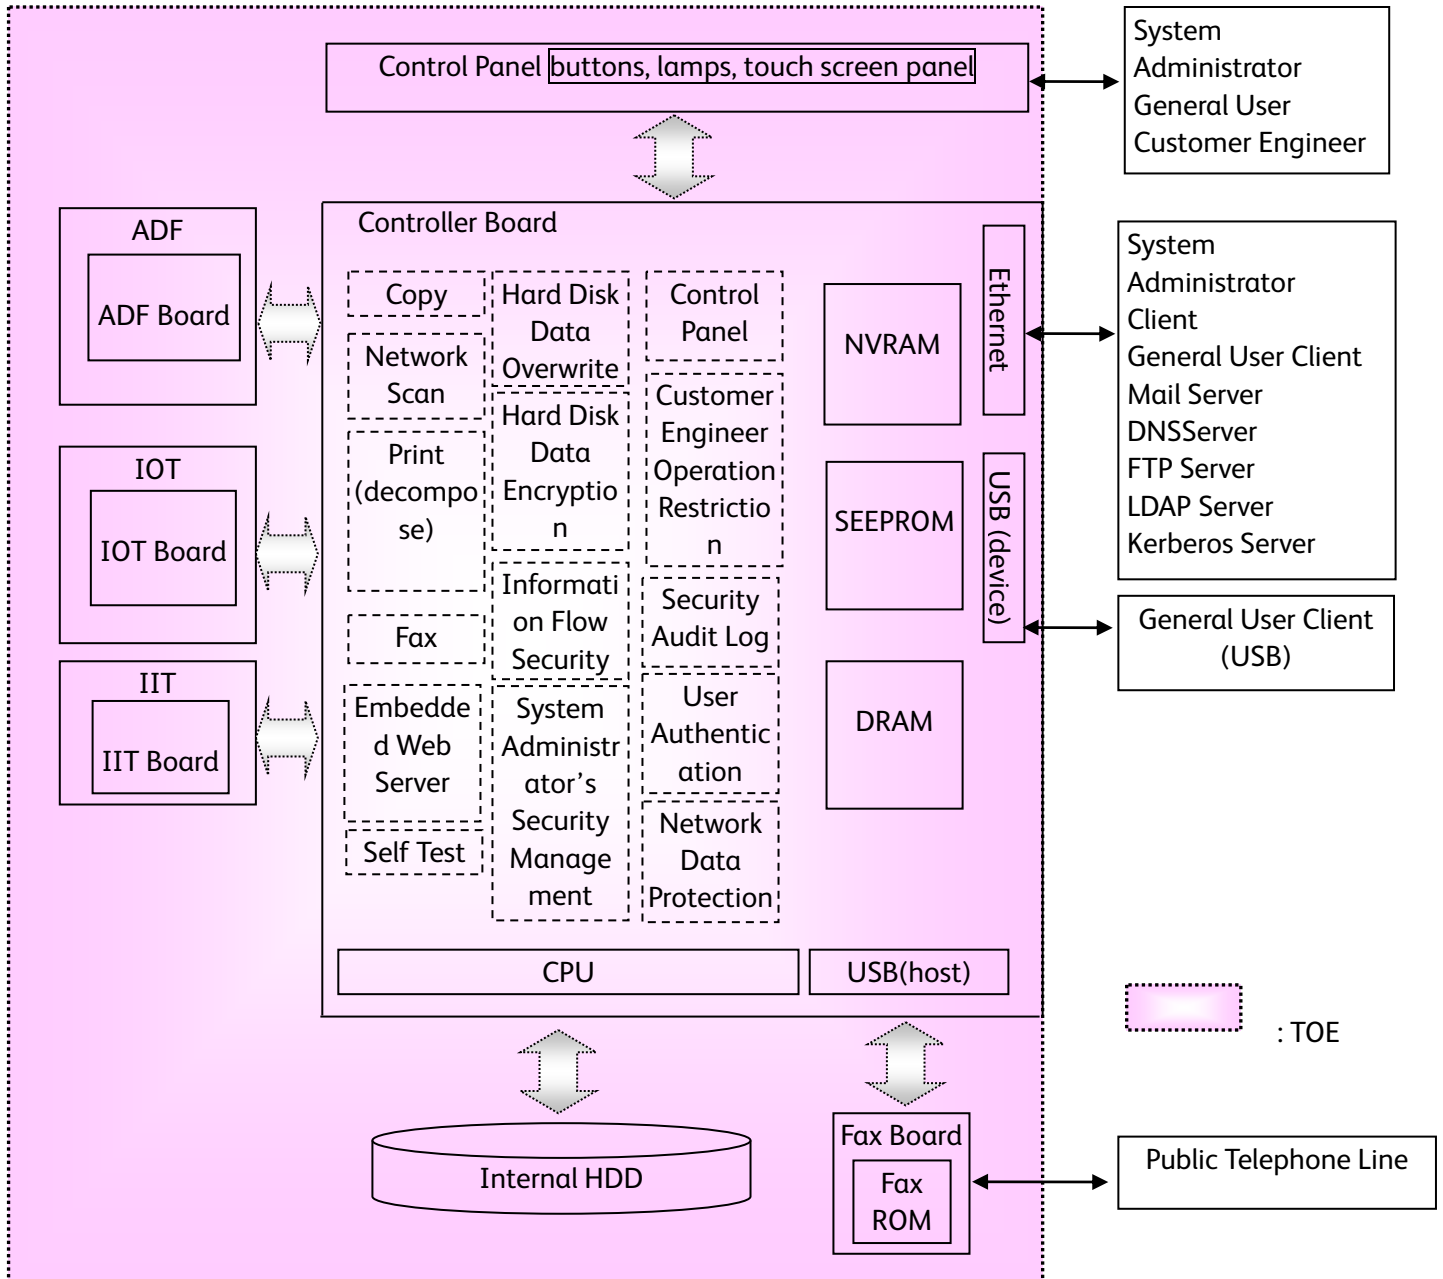 Control Panel buttons, lamps, touch screen panel
System
Administrator
General User
Customer Engineer
ADF
ADF Board
IOT
IOT Board
IIT
IIT Board
Controller Board
Copy
Network
Scan
Print
(decompo
se)
Fax
Embedde
d Web
Server
Self Test
Hard Disk
Data
Overwrite
Hard Disk
Data
Encryptio
n
Informati
on Flow
Security
System
Administr
ator’s
Security
Manage
ment
Control
Panel
Customer
Engineer
Operation
Restrictio
n
Security
Audit Log
User
Authentic
ation
Network
Data
Protection
NVRAM
SEEPROM
DRAM
Ethernet
USB (device)
CPU
USB(host)
System
Administrator
Client
General User Client
Mail Server
DNSServer
FTP Server
LDAP Server
Kerberos Server
General User Client
(USB)
: TOE
Internal HDD
Fax Board
Fax
ROM
Public Telephone Line